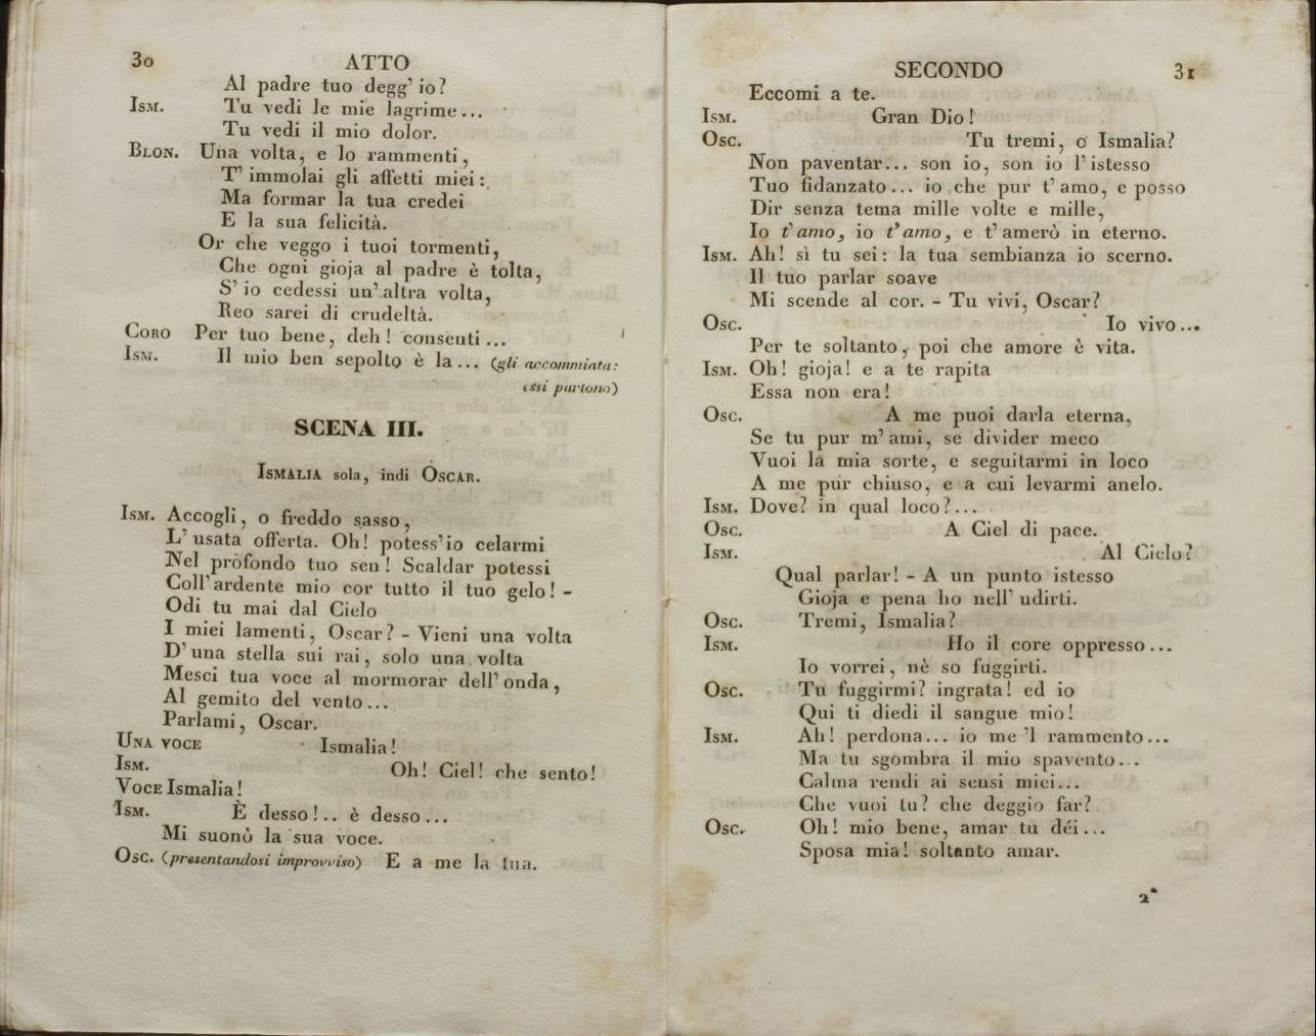 30 ATTO
Al padre tuo degg' io?
Ism. Tu vedi le mie lagrime...
Tu vedi il mio dolor.
Blon. Una volta, e lo rammenti,
T' immolai gli affetti miei:
Ma formar la tua credei
E la sua felicità.
Or che veggo i tuoi tormenti,
Che ogni gioja al padre è tolta,
S' io cedessi un' altra volta,
Reo sarei di crudeltà.
Coro Per tuo bene, deh! consenti...
Ism. Il mio ben sepolto è la... (gli accommiata:
essi partono)
SCENA III.
Ismalia sola, indi Oscar.
Ism. Accogli, o freddo sasso,
L' usata offerta. Oh! potess' io celarmi
Nel profondo tuo sen! Scaldar potessi
Coll' ardente mio cor tutto il tuo gelo! -
Odi tu mai dal Cielo
I miei lamenti, Oscar? - Vieni una volta
D' una stella sui rai, solo una volta
Mesci tua voce al mormorar dell' onda,
Al gemito del vento...
Parlami, Oscar.
Una voce Ismalia!
Ism. Oh! Ciel! che sento!
Voce Ismalia!
Ism. È desso!.. è desso...
Mi suonò la sua voce.
Osc. (presentandosi improvviso) E a me la tua.
SECONDO 31
Eccomi a te.
Ism. Gran Dio!
Osc. Tu tremi, o Ismalia?
Non paventar... son io, son io l' istesso
Tuo fidanzato... io che pur t' amo, e posso
Dir senza tema mille volte e mille,
Io t' amo, io t' amo, e t' amerò in eterno.
Ism. Ah! sì tu sei: la tua sembianza io scerno.
Il tuo parlar soave
Mi scende al cor. - Tu vivi, Oscar?
Osc. Io vivo...
Per te soltanto, poi che amore è vita.
Ism. Oh! gioja! e a te rapita
Essa non era!
Osc. A me puoi darla eterna,
Se tu pur m' ami, se divider meco
Vuoi la mia sorte, e seguitarmi in loco
A me pur chiuso, e a cui levarmi anelo.
Ism. Dove? in qual loco?...
Osc. A Ciel di pace.
Ism. Al Cielo?
Qual parlar! - A un punto istesso
Gioja e pena ho nell' udirti.
Osc. Tremi, Ismalia?
Ism. Ho il core oppresso...
Io vorrei, nè so fuggirti.
Osc. Tu fuggirmi? ingrata! ed io
Qui ti diedi il sangue mio!
Ism. Ah! perdona... io me 'l rammento...
Ma tu sgombra il mio spavento...
Calma rendi ai sensi miei...
Che vuoi tu? che deggio far?
Osc. Oh! mio bene, amar tu déi...
Sposa mia! soltanto amar.
2*